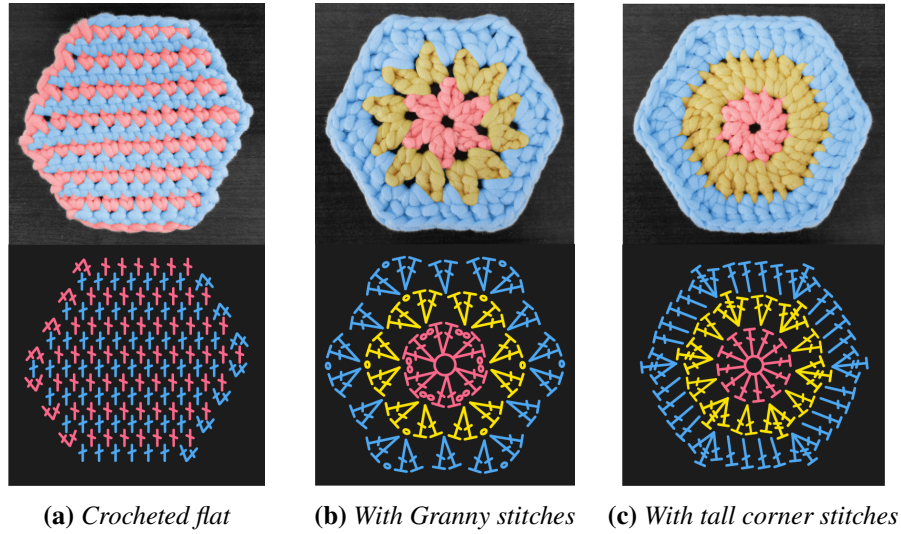 (a) Crocheted flat
(b) With Granny stitches
(c) With tall corner stitches